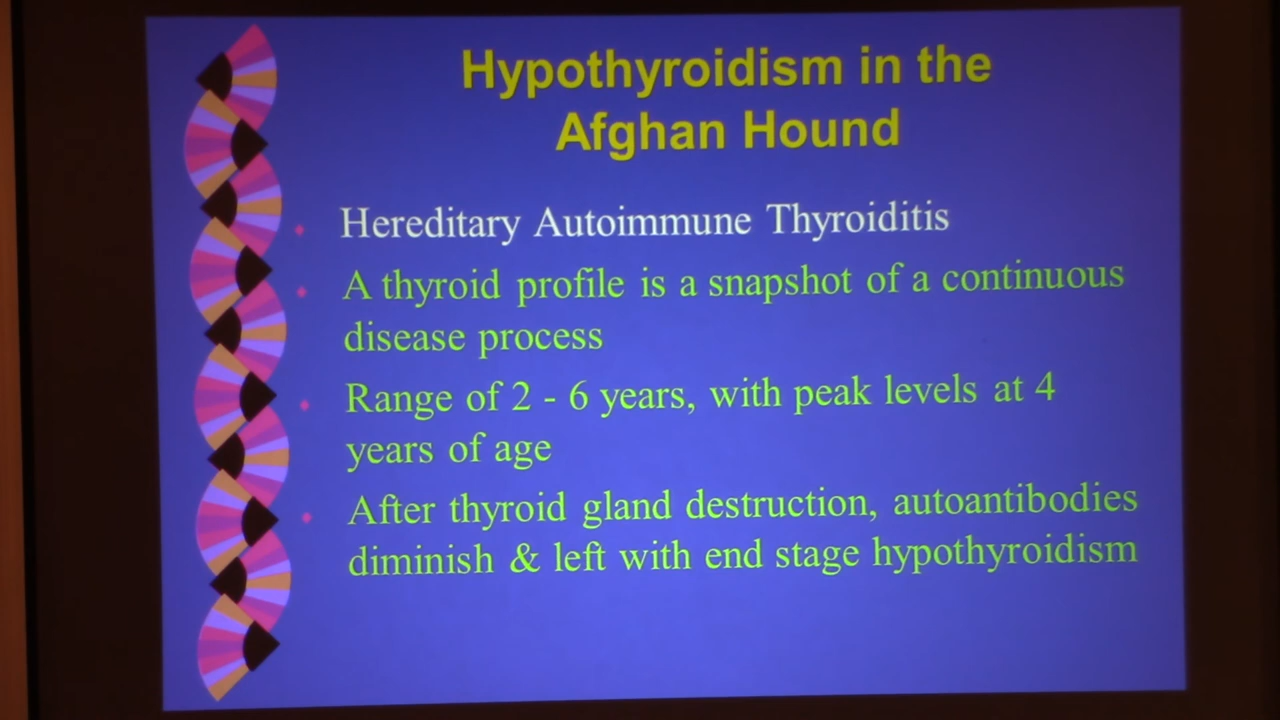 Hypothyroidism in the
Afghan Hound
Hereditary Autoimmune Thyroiditis
A thyroid profile is a snapshot of a continuous
disease process
Range of 2 - 6 years, with peak levels at 4
years of age
After thyroid gland destruction, autoantibodies
diminish & left with end stage hypothyroidism